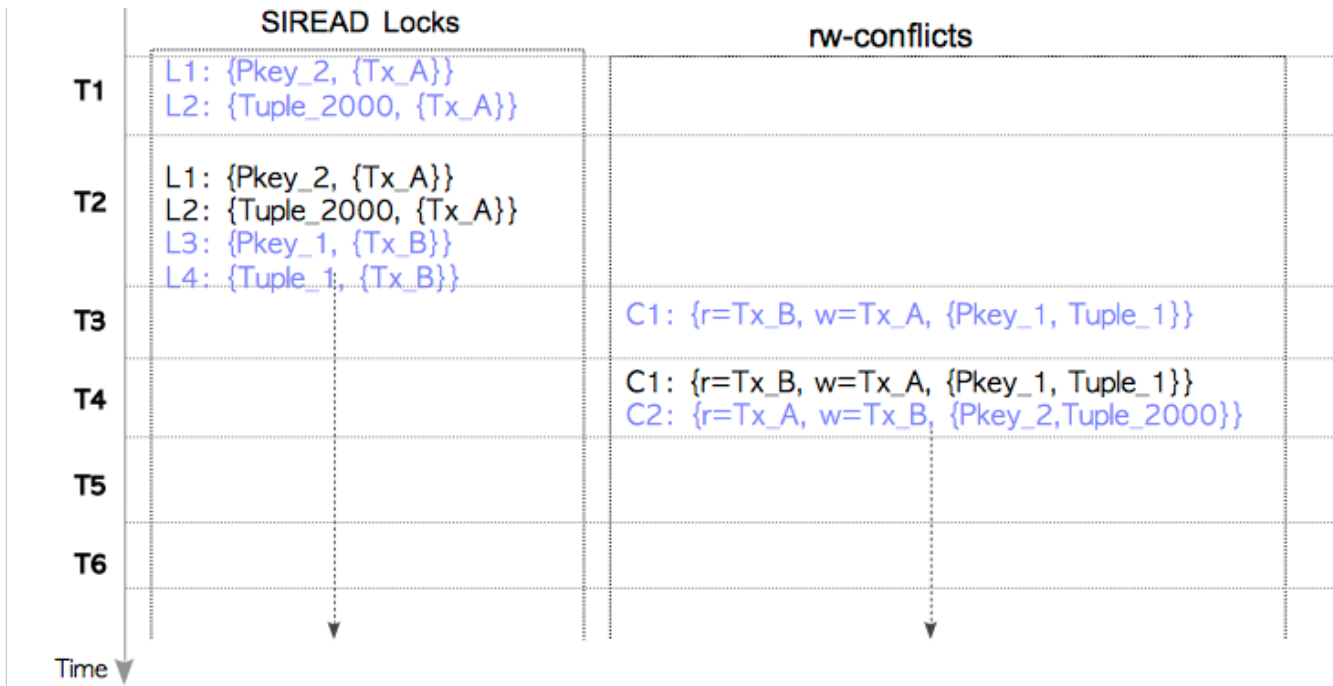 SIREAD Locks
rw-conflicts
T1
L1: {Pkey_2, {Tx_A}}
L2: {Tuple_2000, {Tx_A}}
T2
L1: {Pkey_2, {Tx_A}}
L2: {Tuple_2000, {Tx_A}}
L3: {Pkey_1, {Tx_B}}
L4: {Tuple_1, {Tx_B}}
T3
C1: {r=Tx_B, w=Tx_A, {Pkey_1, Tuple_1}}
T4
C1: {r=Tx_B, w=Tx_A, {Pkey_1, Tuple_1}}
C2: {r=Tx_A, w=Tx_B, {Pkey_2,Tuple_2000}}
T5
T6
Time